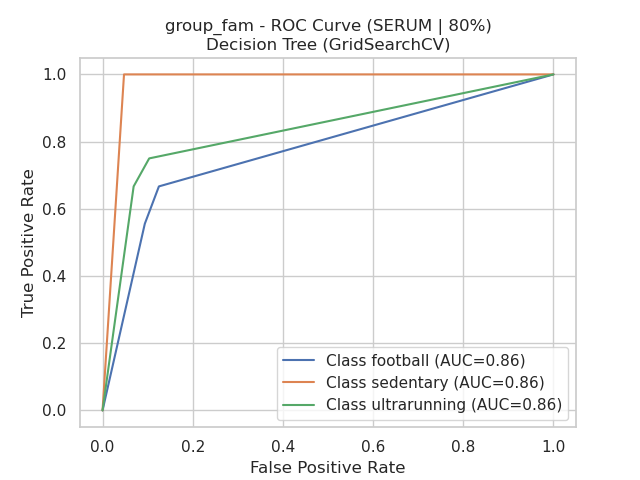 group_fam - ROC Curve (SERUM | 80%)
Decision Tree (GridSearchCV)
1.0
0.8
0.6
0.4
0.2
0.0
True Positive Rate
Class football (AUC=0.86)
Class sedentary (AUC=0.86)
Class ultrarunning (AUC=0.86)
0.0 0.2 0.4 0.6 0.8 1.0
False Positive Rate